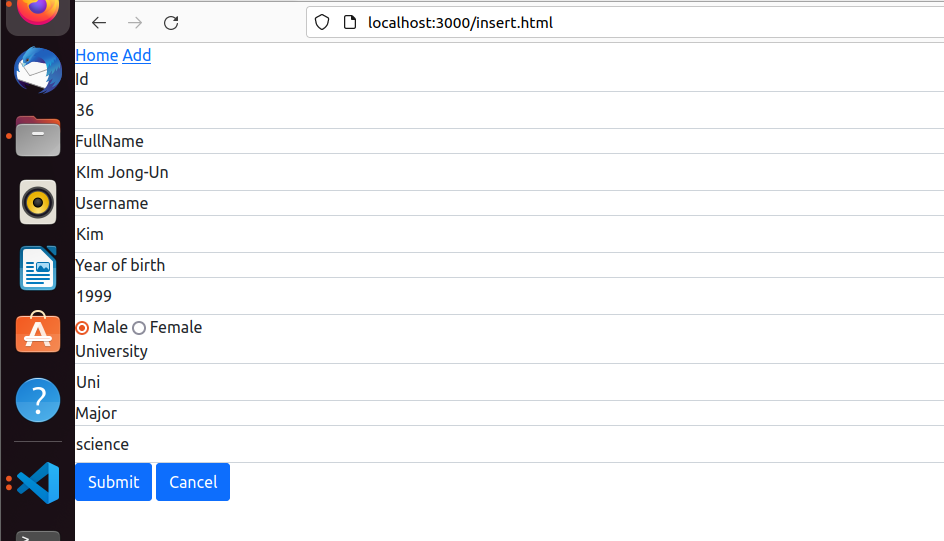 localhost:3000/insert.html
Home Add
Id
36
FullName
KIm Jong-Un
Username
Kim
Year of birth
1999
Male Female
University
Uni
Major
science
Submit Cancel